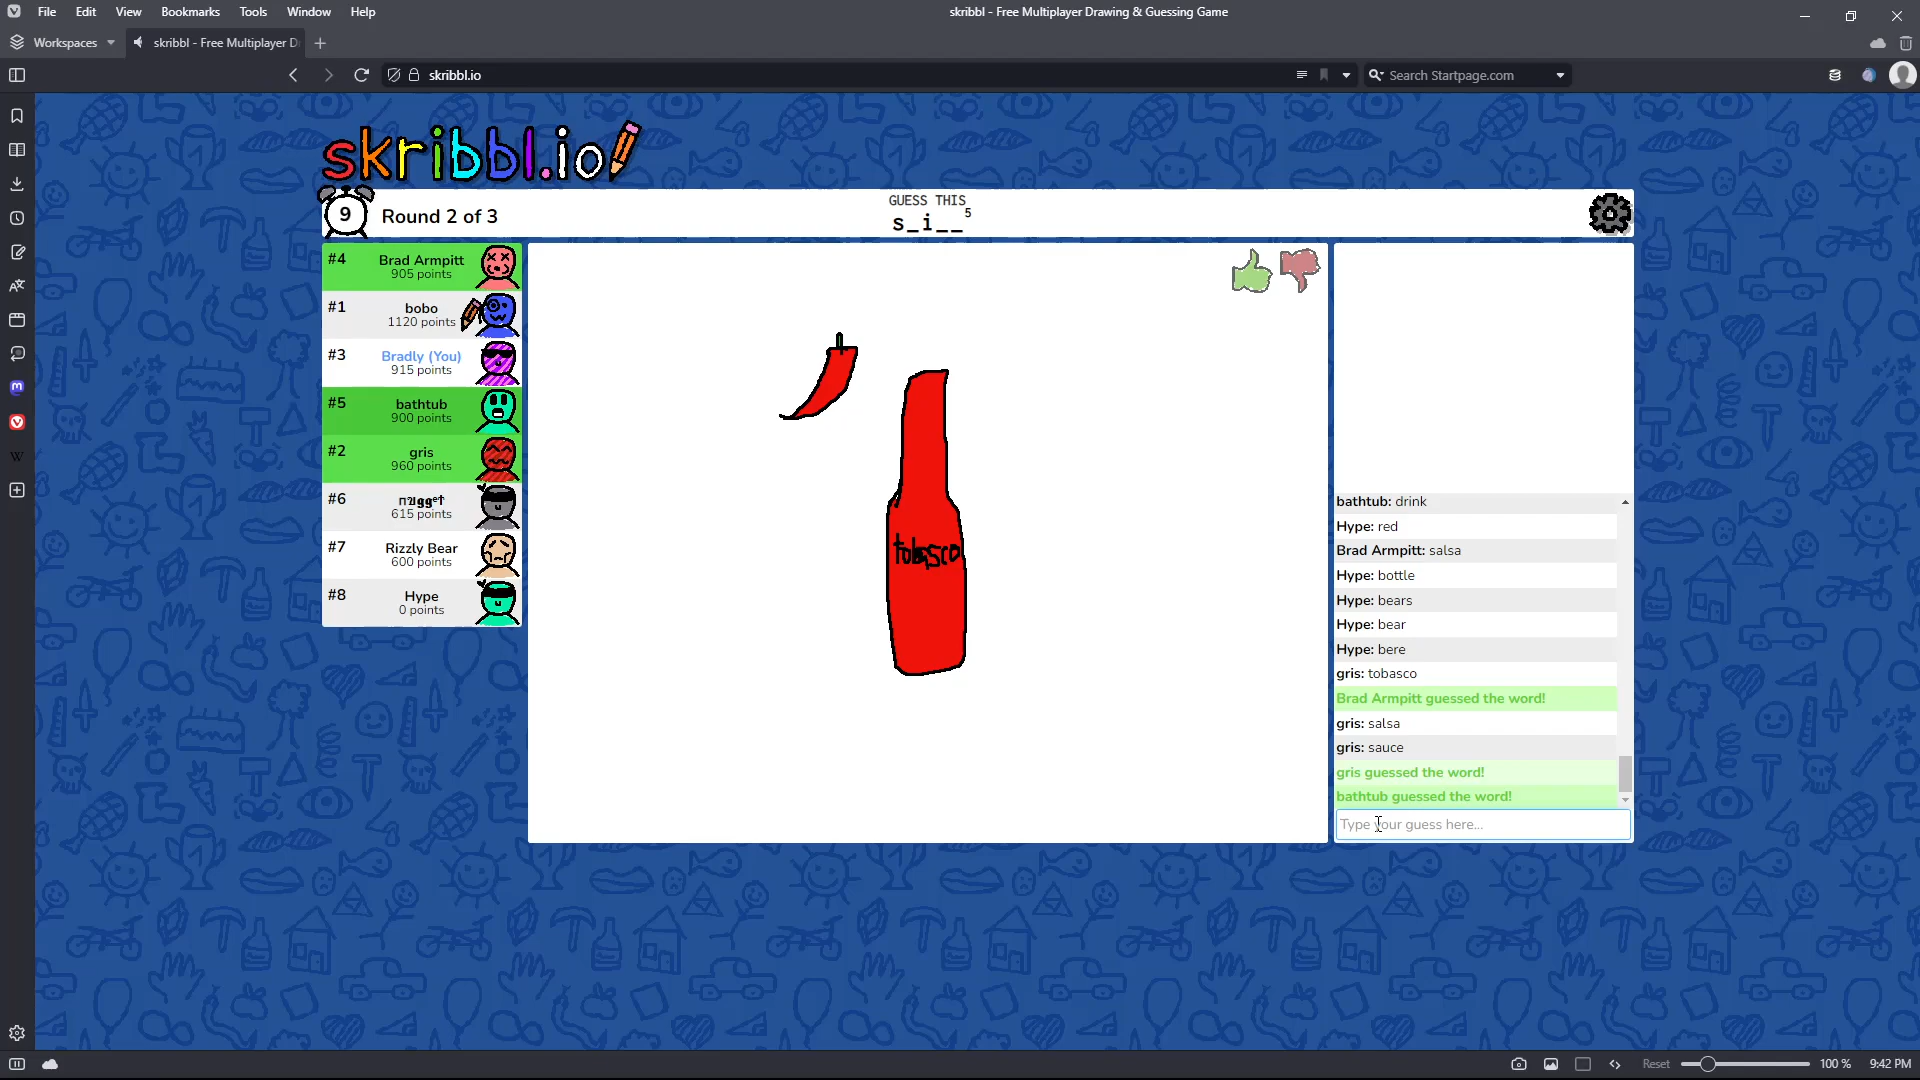 File Edit View Bookmarks Tools Window Help
skribbl - Free Multiplayer Drawing & Guessing Game
Workspaces
skribbl - Free Multiplayer D
skribbl.io
Search Startpage.com
skribbl.io
9
Round 2 of 3
GUESS THIS
s_i__ 5
#4 Brad Armpitt
905 points
#1 bobo
1120 points
#3 Bradly (You)
915 points
#5 bathtub
900 points
#2 gris
960 points
#6
615 points
#7 Rizzly Bear
600 points
#8 Hype
0 points
tobasco
bathtub: drink
Hype: red
Brad Armpitt: salsa
Hype: bottle
Hype: bears
Hype: bear
Hype: bere
gris: tobasco
Brad Armpitt guessed the word!
gris: salsa
gris: sauce
gris guessed the word!
bathtub guessed the word!
Type your guess here...
Reset
100 %
9:42 PM